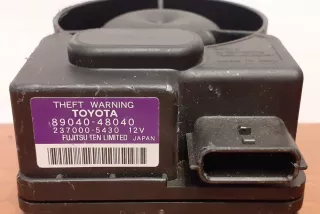 THEFT WARNING
TOYOTA
89040-48040
237000-5430 12V
FUJITSU TEN LIMITED JAPAN